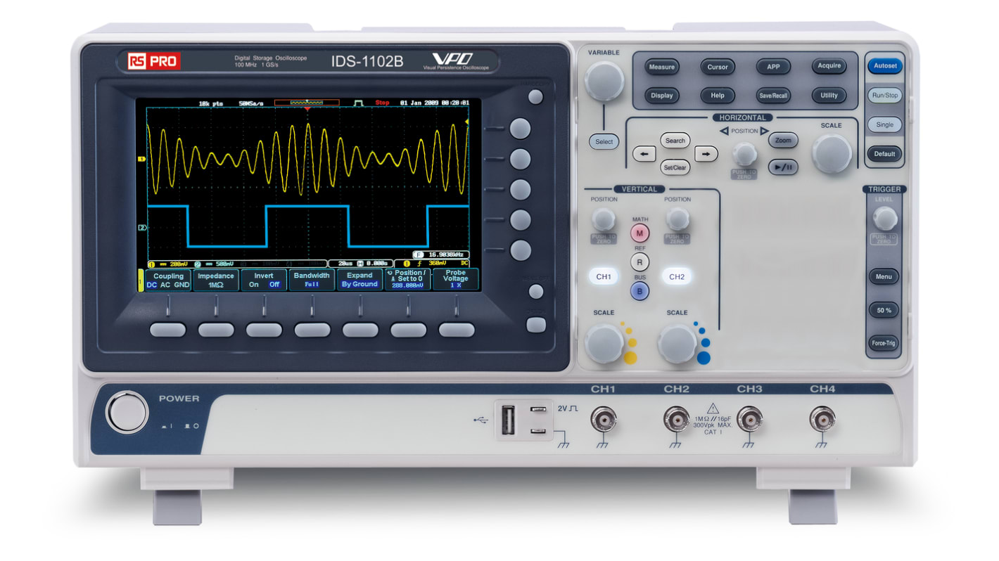 RS PRO
Digital Storage Oscilloscope
100 MHz 1 GS/s
IDS-1102B
VPO
Visual Persistence Oscilloscope
10k pts 50MSa/s Stop 01 Jan 2009 00:20:01
1
2
F 16.9038kHz
1 200mV 2 500mV 20us H 0.000s 1 360mV DC
1
Coupling
DC AC GND
Impedance
1MΩ
Invert
On Off
Bandwidth
Full
Expand
By Ground
Position /
Set to 0
288.000mV
Probe
Voltage
1 X
VARIABLE
Select
Measure Cursor APP Acquire
Display Help Save/Recall Utility
Autoset
Run/Stop
Single
Default
HORIZONTAL
POSITION
SCALE
Search
Set/Clear
Zoom
PUSH TO
ZERO
VERTICAL
POSITION POSITION
PUSH TO
ZERO
PUSH TO
ZERO
MATH
M
REF
R
BUS
B
CH1 CH2
SCALE SCALE
TRIGGER
LEVEL
PUSH TO
ZERO
Menu
50 %
Force-Trig
POWER
I O
2V
CH1 CH2 CH3 CH4
1MΩ//16pF
300Vpk MAX.
CAT I